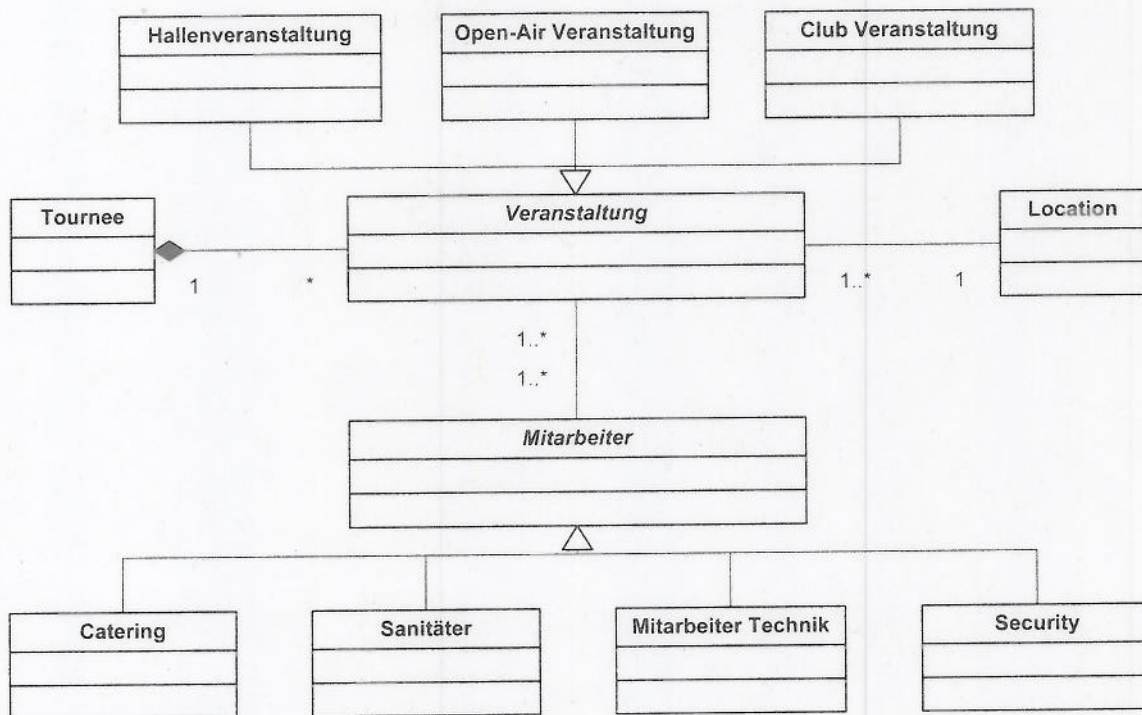 Hallenveranstaltung
Open-Air Veranstaltung
Club Veranstaltung
Tournee
Veranstaltung
Location
1
*
1..*
1
1..*
1..*
Mitarbeiter
Catering
Sanitäter
Mitarbeiter Technik
Security